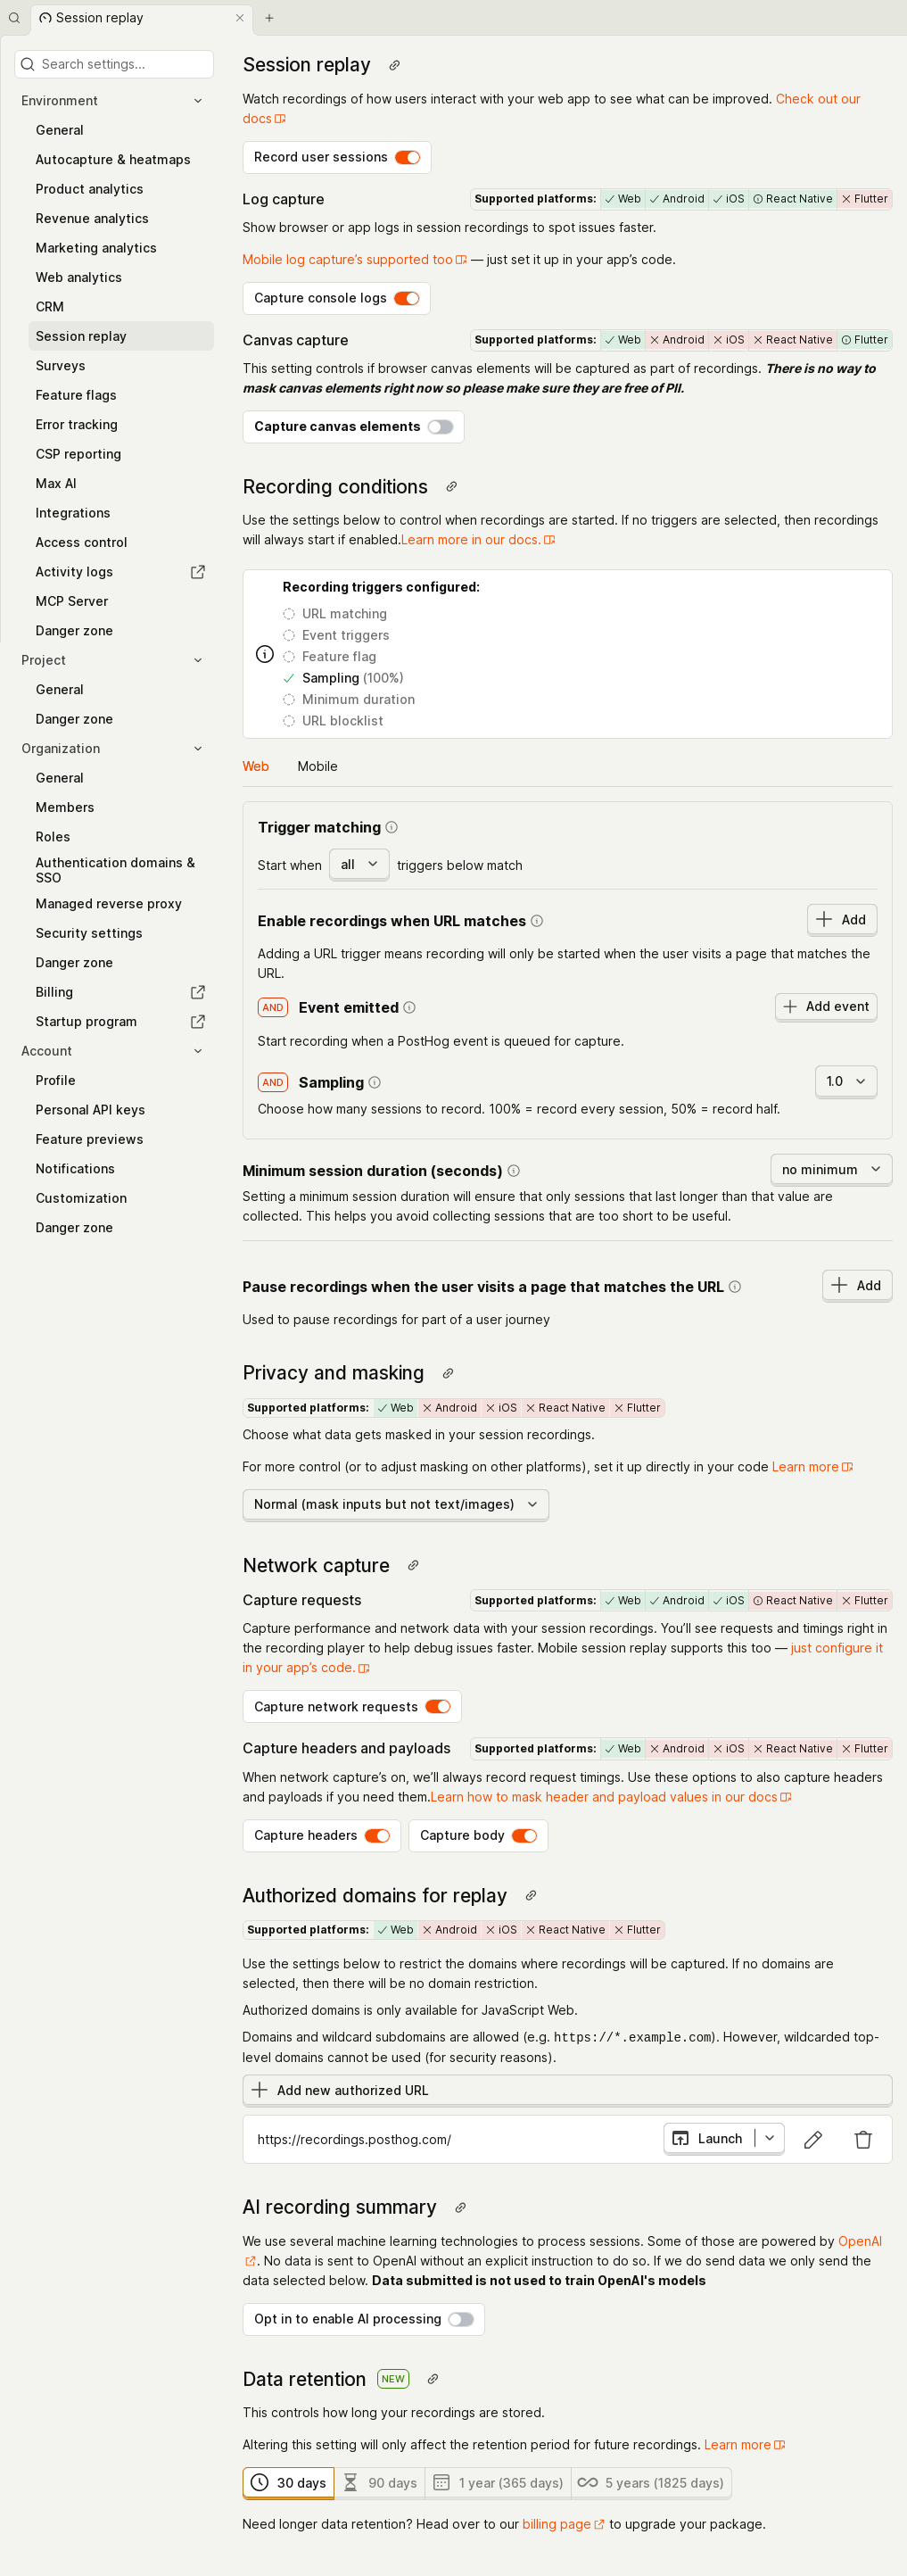 Session replay
Search settings...
Environment
General
Autocapture & heatmaps
Product analytics
Revenue analytics
Marketing analytics
Web analytics
CRM
Session replay
Surveys
Feature flags
Error tracking
CSP reporting
Max AI
Integrations
Access control
Activity logs
MCP Server
Danger zone
Project
General
Danger zone
Organization
General
Members
Roles
Authentication domains &
SSO
Managed reverse proxy
Security settings
Danger zone
Billing
Startup program
Account
Profile
Personal API keys
Feature previews
Notifications
Customization
Danger zone
Session replay
Watch recordings of how users interact with your web app to see what can be improved. Check out our
docs
Record user sessions
Log capture
Supported platforms: Web Android iOS React Native Flutter
Show browser or app logs in session recordings to spot issues faster.
Mobile log capture’s supported too — just set it up in your app’s code.
Capture console logs
Canvas capture
Supported platforms: Web Android iOS React Native Flutter
This setting controls if browser canvas elements will be captured as part of recordings. There is no way to
mask canvas elements right now so please make sure they are free of PII.
Capture canvas elements
Recording conditions
Use the settings below to control when recordings are started. If no triggers are selected, then recordings
will always start if enabled.Learn more in our docs.
Recording triggers configured:
URL matching
Event triggers
Feature flag
Sampling (100%)
Minimum duration
URL blocklist
Web Mobile
Trigger matching
Start when all triggers below match
Enable recordings when URL matches
Add
Adding a URL trigger means recording will only be started when the user visits a page that matches the
URL.
AND Event emitted
Add event
Start recording when a PostHog event is queued for capture.
AND Sampling
1.0
Choose how many sessions to record. 100% = record every session, 50% = record half.
Minimum session duration (seconds)
no minimum
Setting a minimum session duration will ensure that only sessions that last longer than that value are
collected. This helps you avoid collecting sessions that are too short to be useful.
Pause recordings when the user visits a page that matches the URL
Add
Used to pause recordings for part of a user journey
Privacy and masking
Supported platforms: Web Android iOS React Native Flutter
Choose what data gets masked in your session recordings.
For more control (or to adjust masking on other platforms), set it up directly in your code Learn more
Normal (mask inputs but not text/images)
Network capture
Capture requests
Supported platforms: Web Android iOS React Native Flutter
Capture performance and network data with your session recordings. You’ll see requests and timings right in
the recording player to help debug issues faster. Mobile session replay supports this too — just configure it
in your app’s code.
Capture network requests
Capture headers and payloads
Supported platforms: Web Android iOS React Native Flutter
When network capture’s on, we’ll always record request timings. Use these options to also capture headers
and payloads if you need them.Learn how to mask header and payload values in our docs
Capture headers Capture body
Authorized domains for replay
Supported platforms: Web Android iOS React Native Flutter
Use the settings below to restrict the domains where recordings will be captured. If no domains are
selected, then there will be no domain restriction.
Authorized domains is only available for JavaScript Web.
Domains and wildcard subdomains are allowed (e.g. https://*.example.com). However, wildcarded top-
level domains cannot be used (for security reasons).
Add new authorized URL
https://recordings.posthog.com/
Launch
AI recording summary
We use several machine learning technologies to process sessions. Some of those are powered by OpenAI
. No data is sent to OpenAI without an explicit instruction to do so. If we do send data we only send the
data selected below. Data submitted is not used to train OpenAI's models
Opt in to enable AI processing
Data retention NEW
This controls how long your recordings are stored.
Altering this setting will only affect the retention period for future recordings. Learn more
30 days 90 days 1 year (365 days) 5 years (1825 days)
Need longer data retention? Head over to our billing page to upgrade your package.